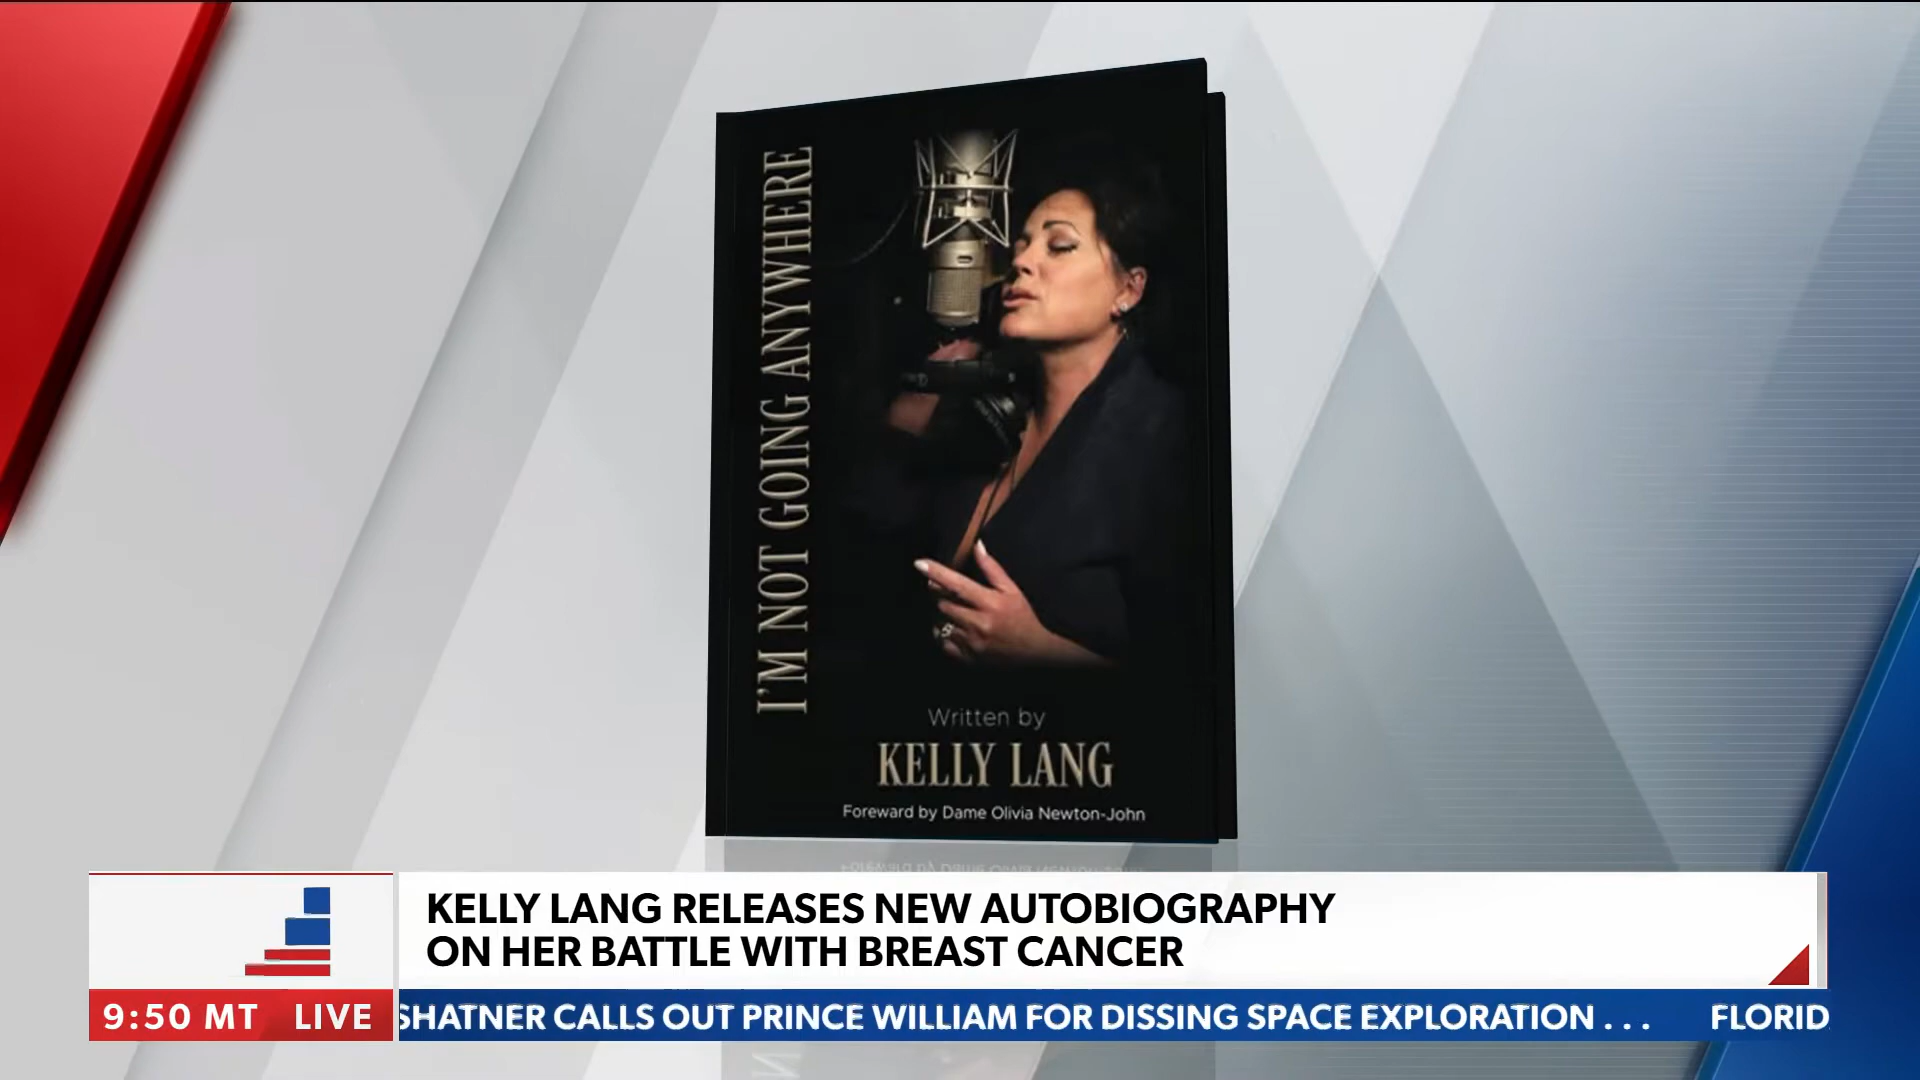 I'M NOT GOING ANYWHERE
Written by
KELLY LANG
Foreward by Dame Olivia Newton-John
KELLY LANG RELEASES NEW AUTOBIOGRAPHY
ON HER BATTLE WITH BREAST CANCER
9:50 MT LIVE
SHATNER CALLS OUT PRINCE WILLIAM FOR DISSING SPACE EXPLORATION . . . FLORID